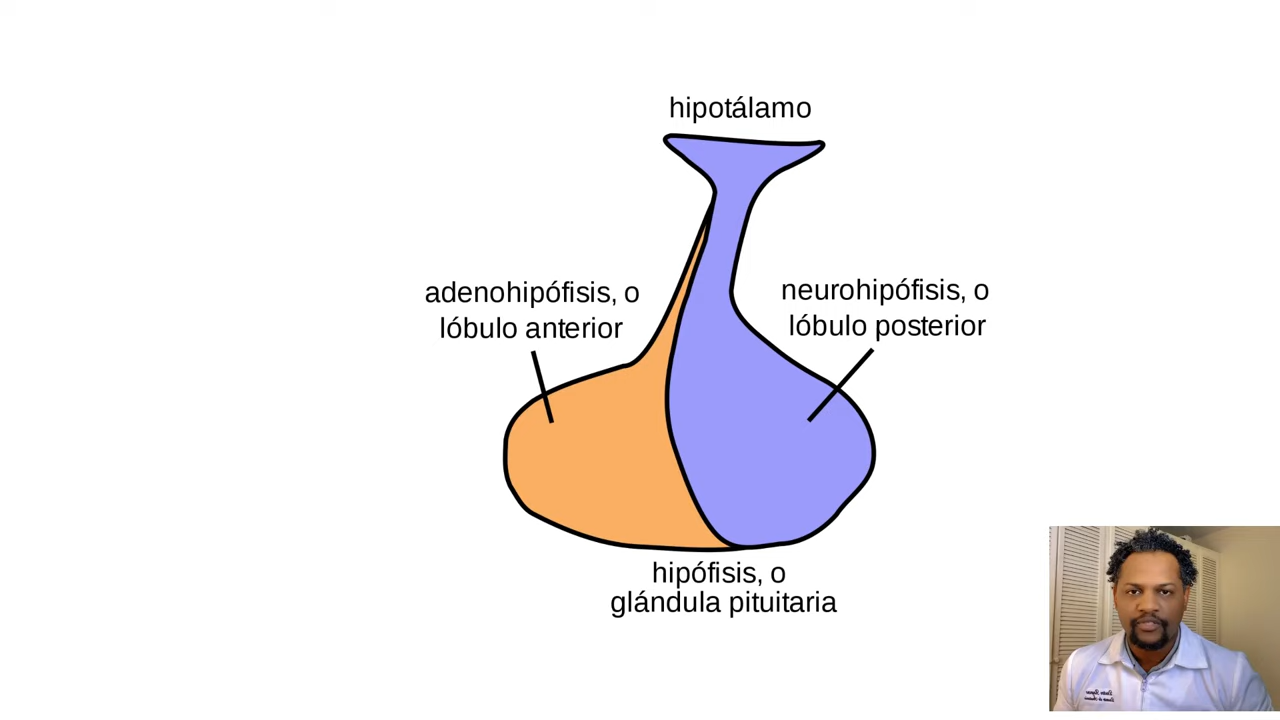 hipotálamo
adenohipófisis, o
lóbulo anterior
neurohipófisis, o
lóbulo posterior
hipófisis, o
glándula pituitaria